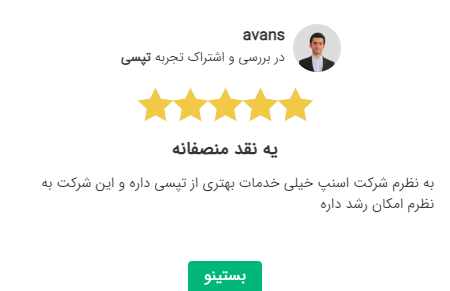 avans
در بررسی و اشتراک تجربه تپسی
یه نقد منصفانه
به نظرم شرکت اسنپ خیلی خدمات بهتری از تپسی داره و این شرکت به
نظرم امکان رشد داره
بستینو